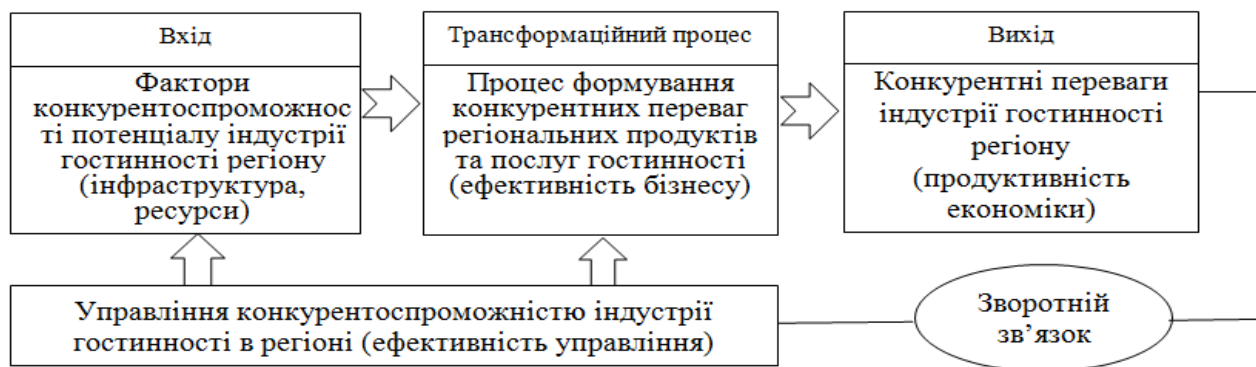 Вхід
Фактори
конкурентоспроможнос
ті потенціалу індустрії
гостинності регіону
(інфраструктура,
ресурси)
Трансформаційний процес
Процес формування
конкурентних переваг
регіональних продуктів
та послуг гостинності
(ефективність бізнесу)
Вихід
Конкурентні переваги
індустрії гостинності
регіону
(продуктивність
економіки)
Управління конкурентоспроможністю індустрії
гостинності в регіоні (ефективність управління)
Зворотній
зв’язок